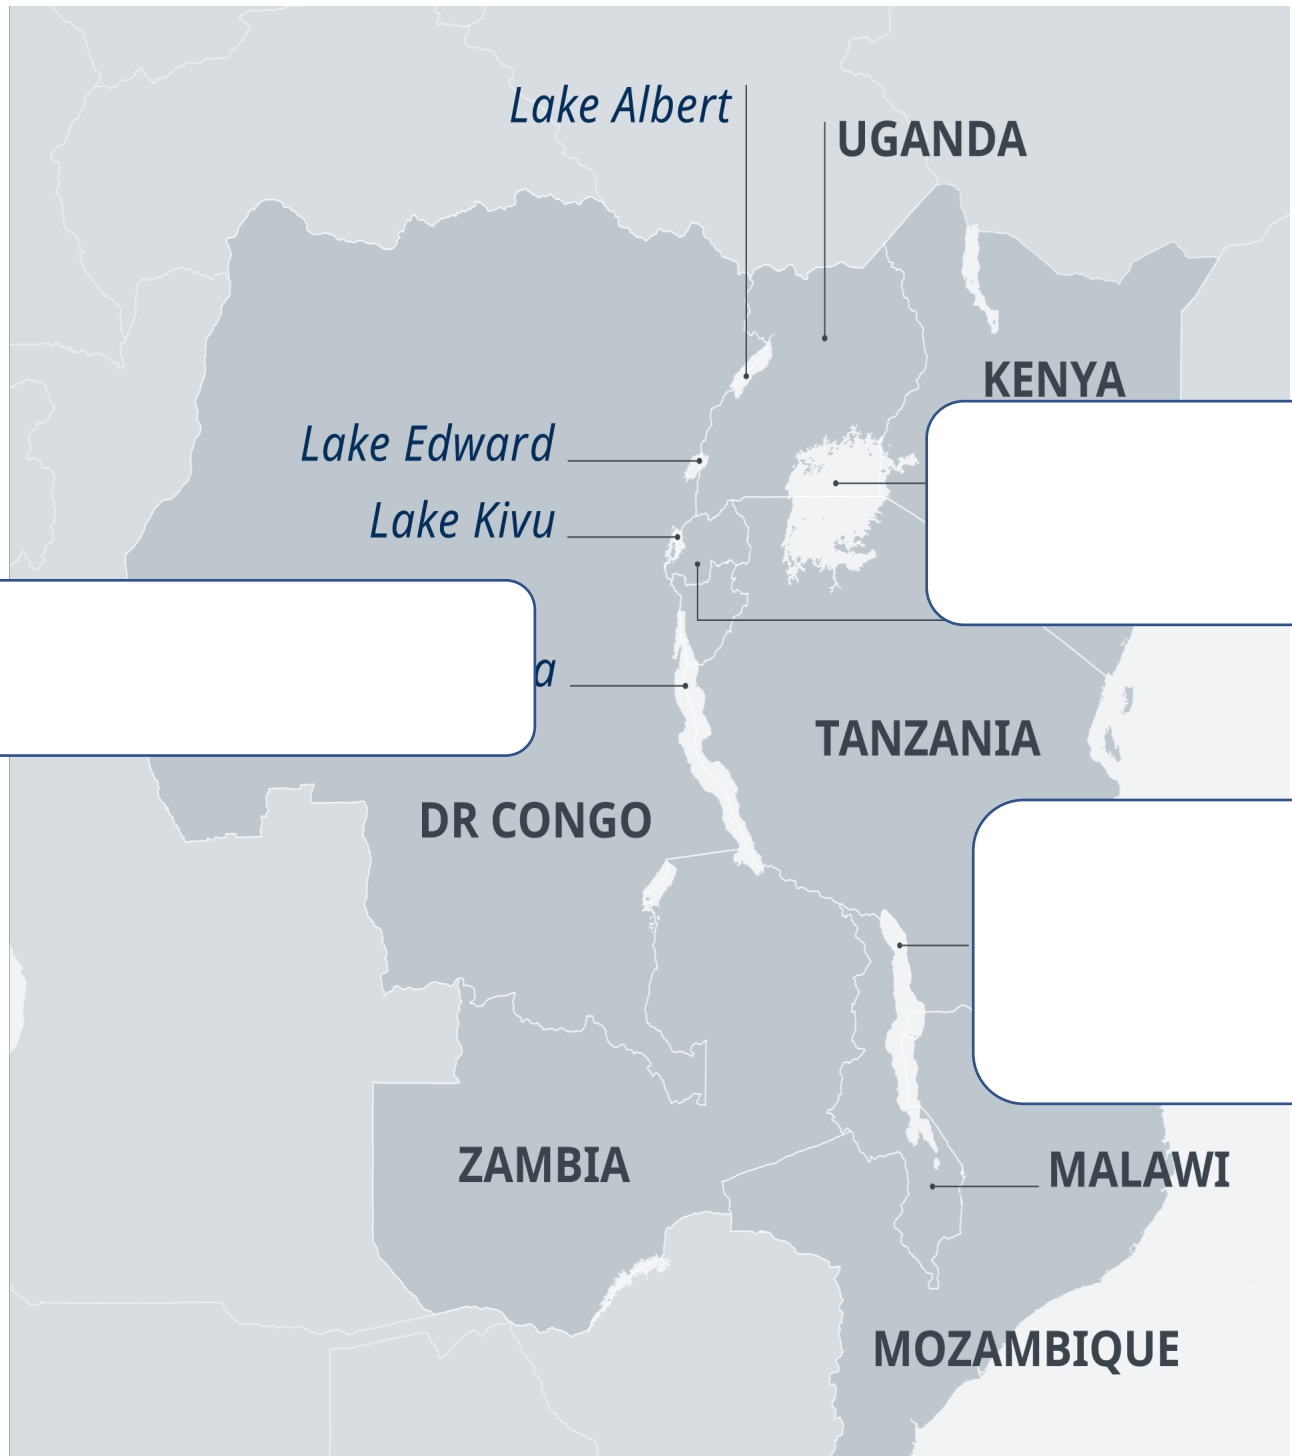 Lake Albert
UGANDA
KENYA
Lake Edward
Lake Kivu
a
TANZANIA
DR CONGO
ZAMBIA
MALAWI
MOZAMBIQUE